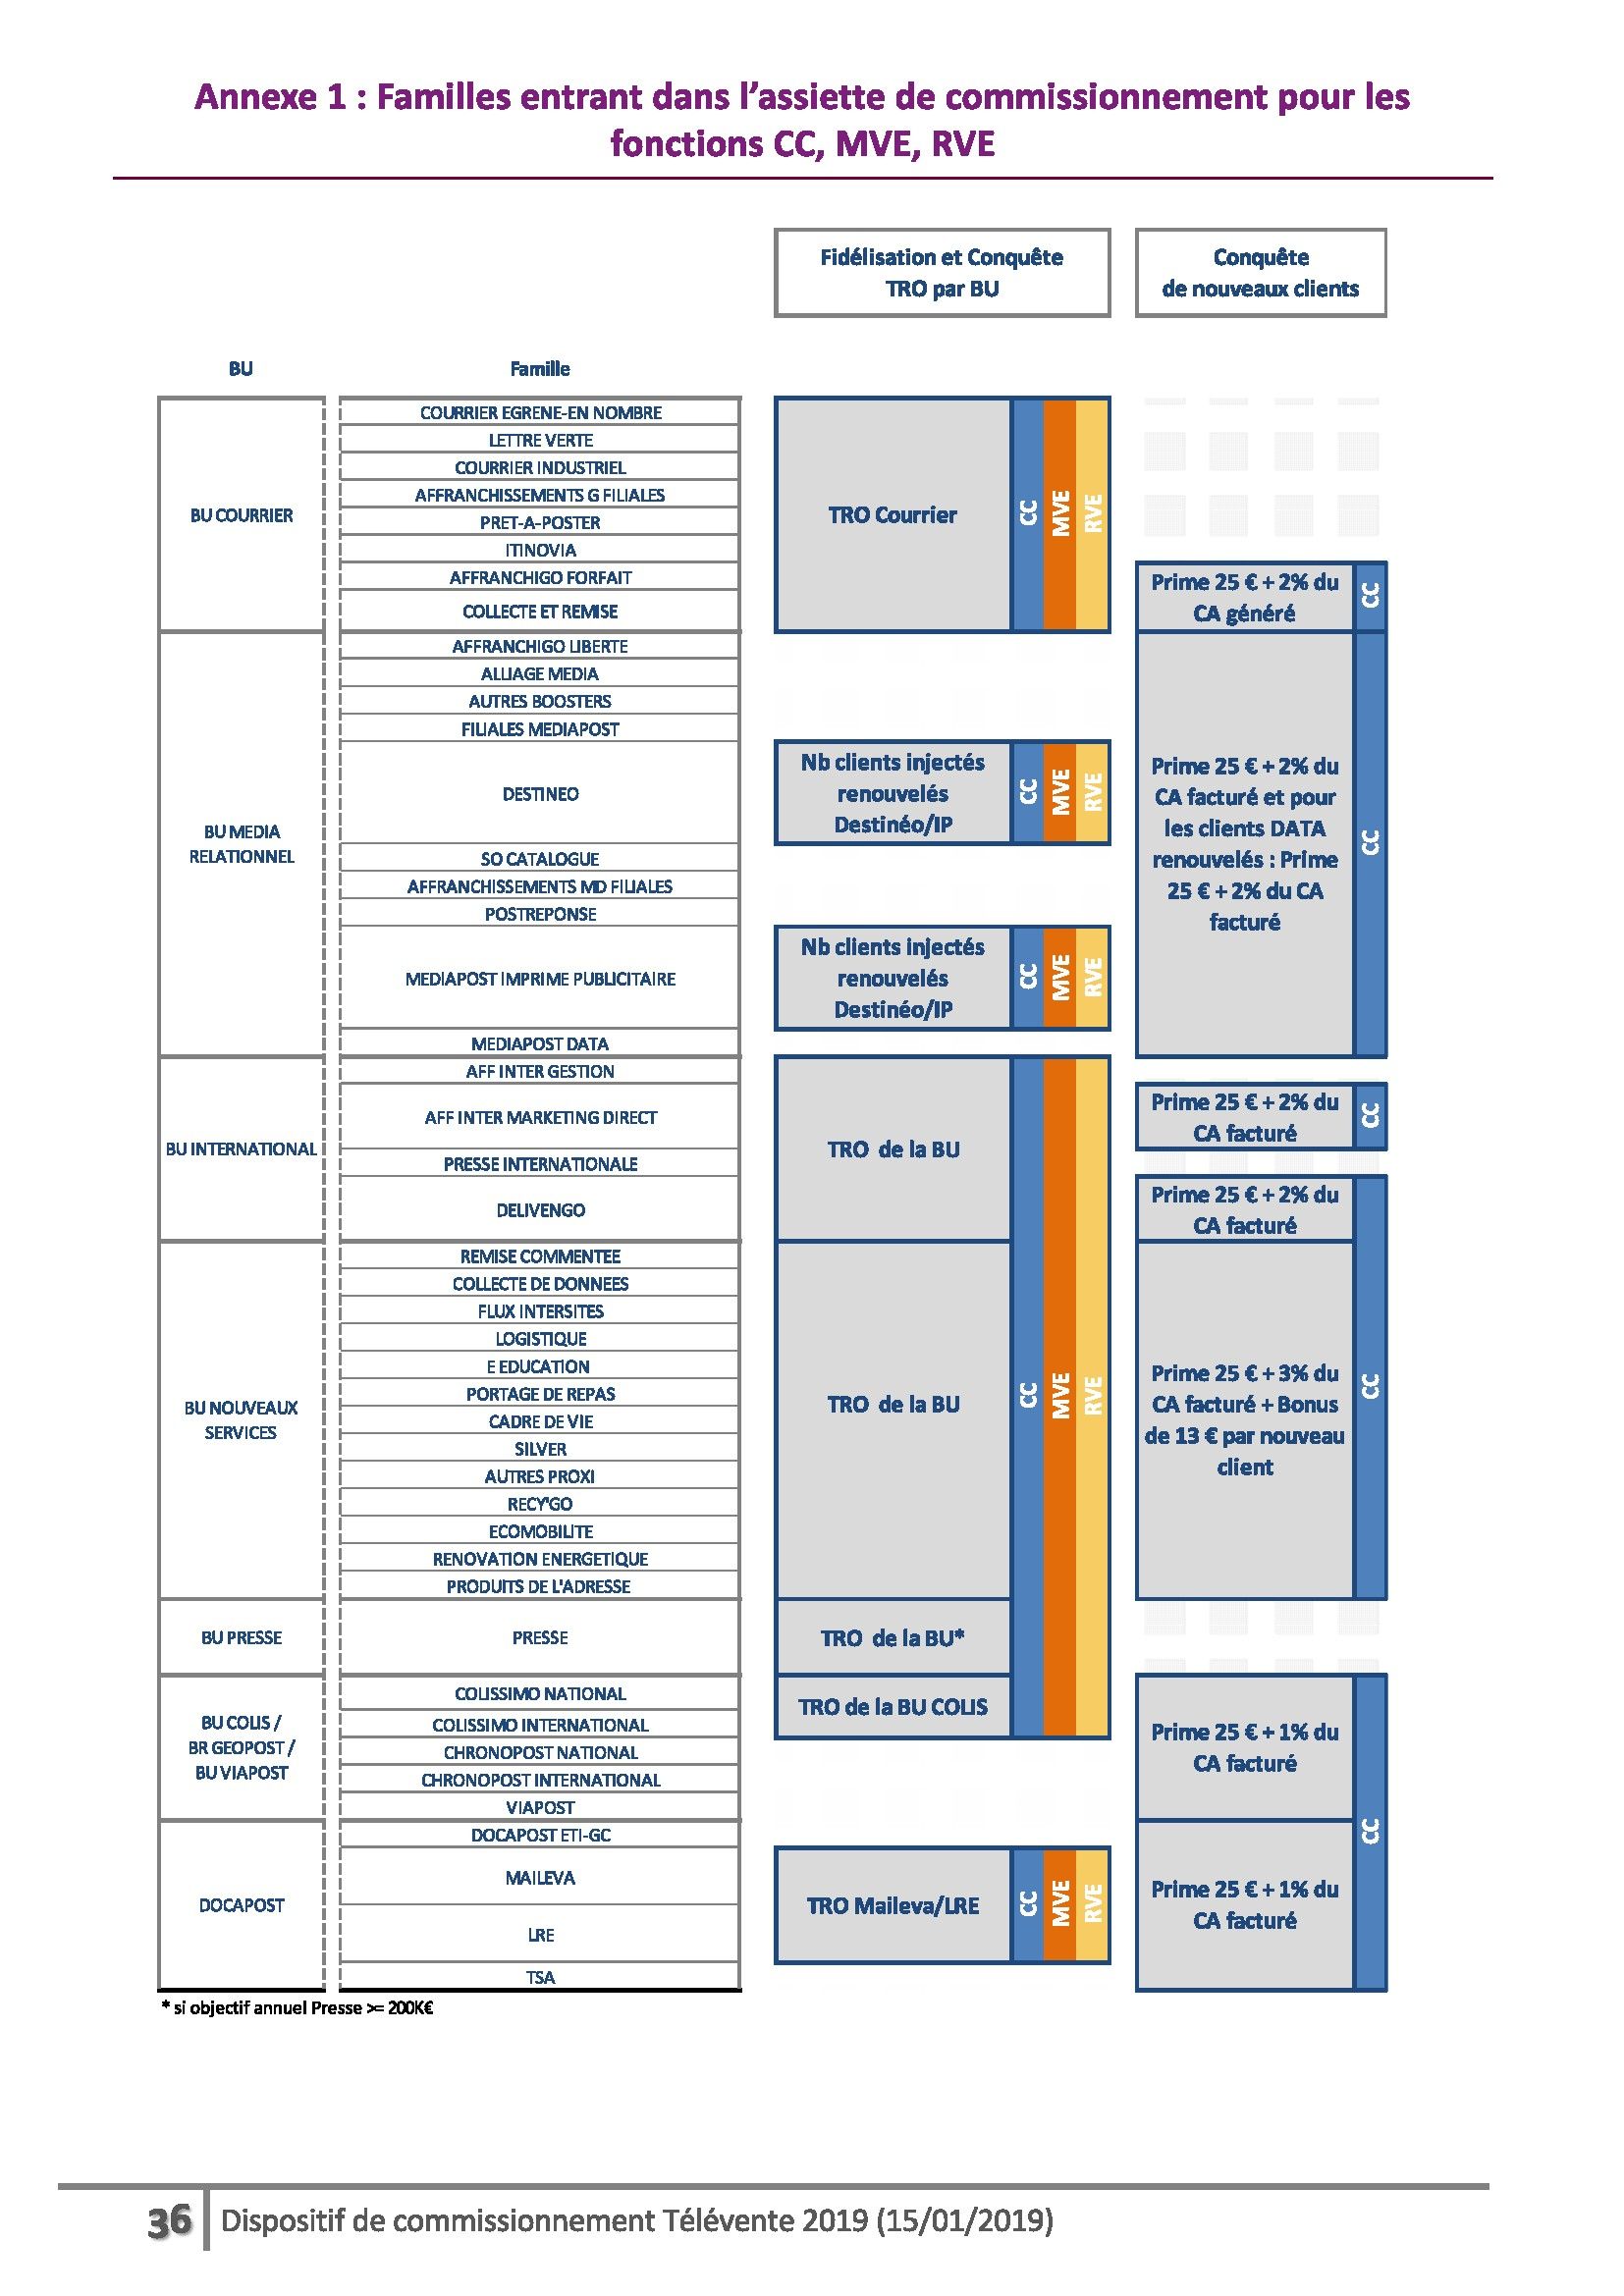 Annexe 1 : Familles entrant dans l’assiette de commissionnement pour les
fonctions CC, MVE, RVE
Fidélisation et Conquête
TRO par BU
Conquête
de nouveaux clients
BU
Famille
BU COURRIER
COURRIER EGRENE-EN NOMBRE
LETTRE VERTE
COURRIER INDUSTRIEL
AFFRANCHISSEMENTS G FILIALES
PRET-A-POSTER
ITINOVIA
AFFRANCHIGO FORFAIT
COLLECTE ET REMISE
TRO Courrier
CC
MVE
RVE
Prime 25 € + 2% du
CA généré
CC
BU MEDIA
RELATIONNEL
AFFRANCHIGO LIBERTE
ALLIAGE MEDIA
AUTRES BOOSTERS
FILIALES MEDIAPOST
DESTINEO
SO CATALOGUE
AFFRANCHISSEMENTS MD FILIALES
POSTREPONSE
MEDIAPOST IMPRIME PUBLICITAIRE
MEDIAPOST DATA
Nb clients injectés
renouvelés
Destinéo/IP
CC
MVE
RVE
Nb clients injectés
renouvelés
Destinéo/IP
CC
MVE
RVE
Prime 25 € + 2% du
CA facturé et pour
les clients DATA
renouvelés : Prime
25 € + 2% du CA
facturé
CC
BU INTERNATIONAL
AFF INTER GESTION
AFF INTER MARKETING DIRECT
PRESSE INTERNATIONALE
DELIVENGO
TRO de la BU
Prime 25 € + 2% du
CA facturé
CC
Prime 25 € + 2% du
CA facturé
BU NOUVEAUX
SERVICES
REMISE COMMENTEE
COLLECTE DE DONNEES
FLUX INTERSITES
LOGISTIQUE
E EDUCATION
PORTAGE DE REPAS
CADRE DE VIE
SILVER
AUTRES PROXI
RECY'GO
ECOMOBILITE
RENOVATION ENERGETIQUE
PRODUITS DE L'ADRESSE
TRO de la BU
CC
MVE
RVE
Prime 25 € + 3% du
CA facturé + Bonus
de 13 € par nouveau
client
CC
BU PRESSE
PRESSE
TRO de la BU*
BU COLIS /
BR GEOPOST /
BU VIAPOST
COLISSIMO NATIONAL
COLISSIMO INTERNATIONAL
CHRONOPOST NATIONAL
CHRONOPOST INTERNATIONAL
VIAPOST
TRO de la BU COLIS
Prime 25 € + 1% du
CA facturé
CC
DOCAPOST
DOCAPOST ETI-GC
MAILEVA
LRE
TSA
TRO Maileva/LRE
CC
MVE
RVE
Prime 25 € + 1% du
CA facturé
* si objectif annuel Presse >= 200K€
36
Dispositif de commissionnement Télévente 2019 (15/01/2019)